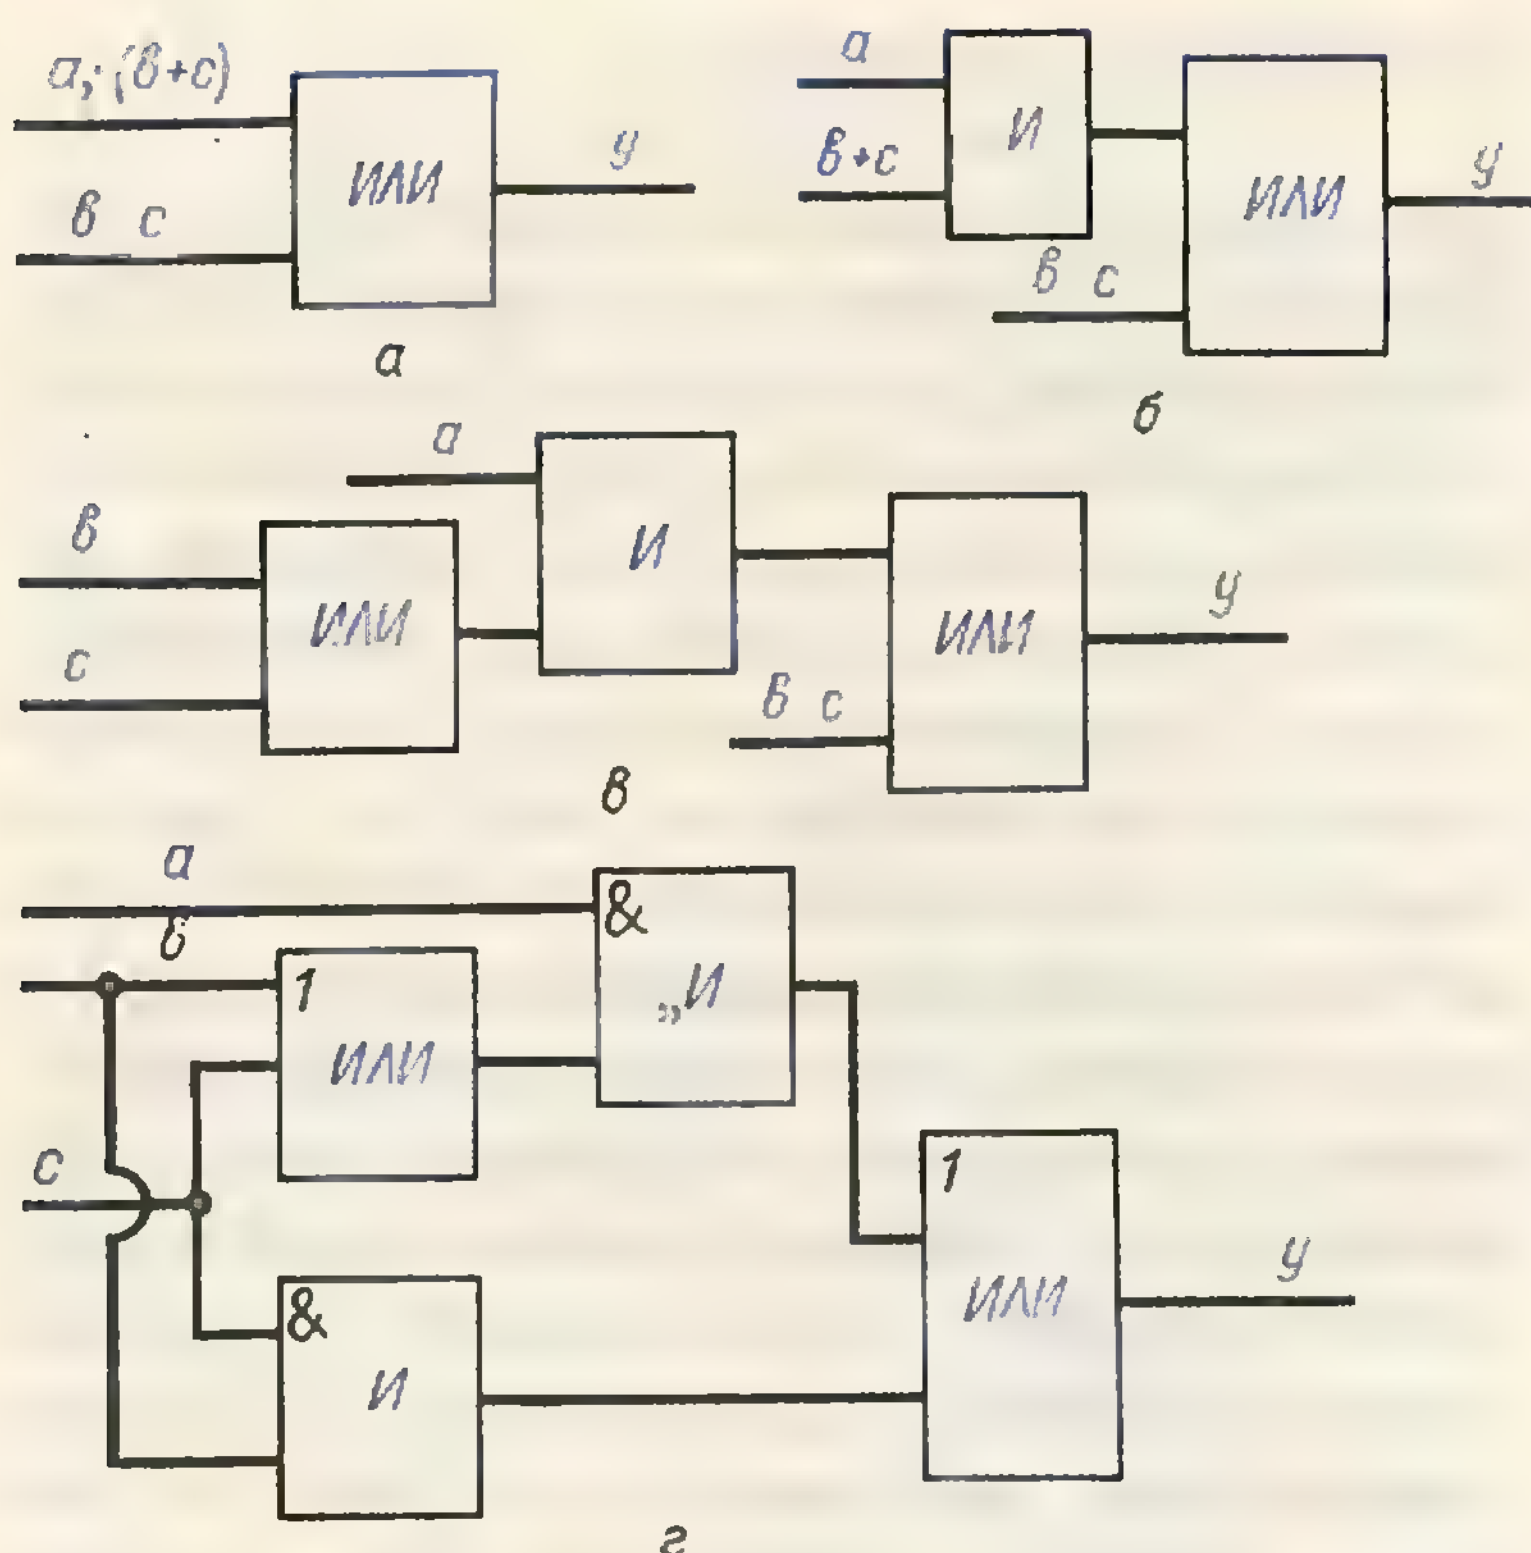 а,·(в+с)
в с
ИЛИ
у
а
а
в+с
И
в с
ИЛИ
у
б
а
в
с
ИЛИ
И
в с
ИЛИ
у
в
а
в
с
1
ИЛИ
&
„И
&
И
1
ИЛИ
у
г